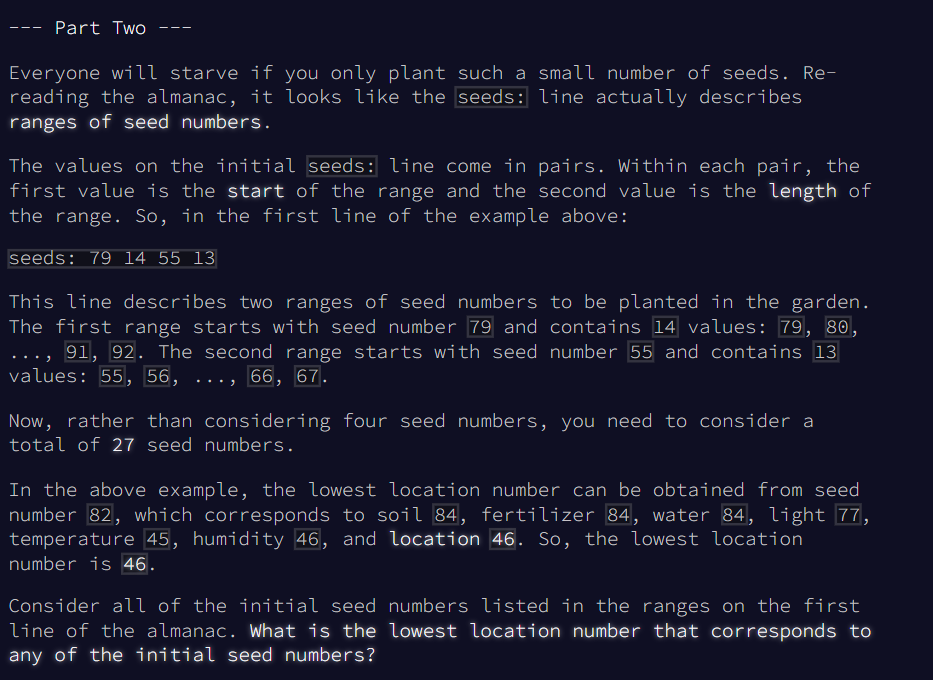 --- Part Two ---
Everyone will starve if you only plant such a small number of seeds. Re-
reading the almanac, it looks like the seeds: line actually describes
ranges of seed numbers.
The values on the initial seeds: line come in pairs. Within each pair, the
first value is the start of the range and the second value is the length of
the range. So, in the first line of the example above:
seeds: 79 14 55 13
This line describes two ranges of seed numbers to be planted in the garden.
The first range starts with seed number 79 and contains 14 values: 79, 80,
..., 91, 92. The second range starts with seed number 55 and contains 13
values: 55, 56, ..., 66, 67.
Now, rather than considering four seed numbers, you need to consider a
total of 27 seed numbers.
In the above example, the lowest location number can be obtained from seed
number 82, which corresponds to soil 84, fertilizer 84, water 84, light 77,
temperature 45, humidity 46, and location 46. So, the lowest location
number is 46.
Consider all of the initial seed numbers listed in the ranges on the first
line of the almanac. What is the lowest location number that corresponds to
any of the initial seed numbers?